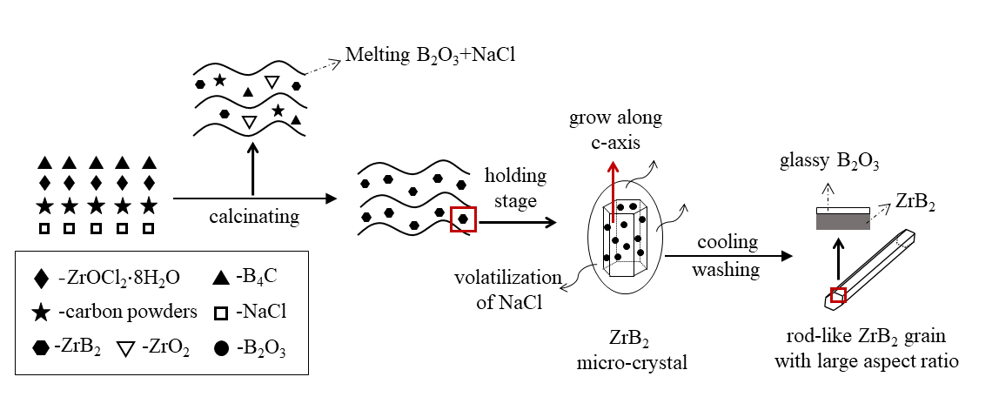 Melting B₂O₃+NaCl
calcinating
holding
stage
grow along
c-axis
volatilization
of NaCl
ZrB₂
micro-crystal
cooling
washing
glassy B₂O₃
ZrB₂
rod-like ZrB₂ grain
with large aspect ratio
-ZrOCl₂·8H₂O
-B₄C
-carbon powders
-NaCl
-ZrB₂
-ZrO₂
-B₂O₃